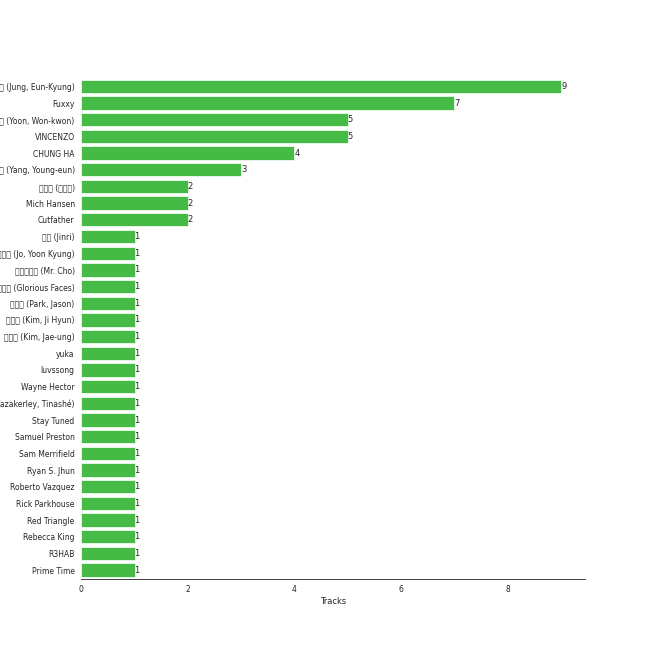 (Jung, Eun-Kyung) 9
Fuxxy 7
(Yoon, Won-kwon) 5
VINCENZO 5
CHUNG HA 4
(Yang, Young-eun) 3
2
Mich Hansen 2
Cutfather 2
(Jinri) 1
(Jo, Yoon Kyung) 1
(Mr. Cho) 1
(Glorious Faces) 1
(Park, Jason) 1
(Kim, Ji Hyun) 1
(Kim, Jae-ung) 1
yuka 1
luvssong 1
Wayne Hector 1
azakerley, Tinashé) 1
Stay Tuned 1
Samuel Preston 1
Sam Merrifield 1
Ryan S. Jhun 1
Roberto Vazquez 1
Rick Parkhouse 1
Red Triangle 1
Rebecca King 1
R3HAB 1
Prime Time 1
0 2 4 6 8
Tracks